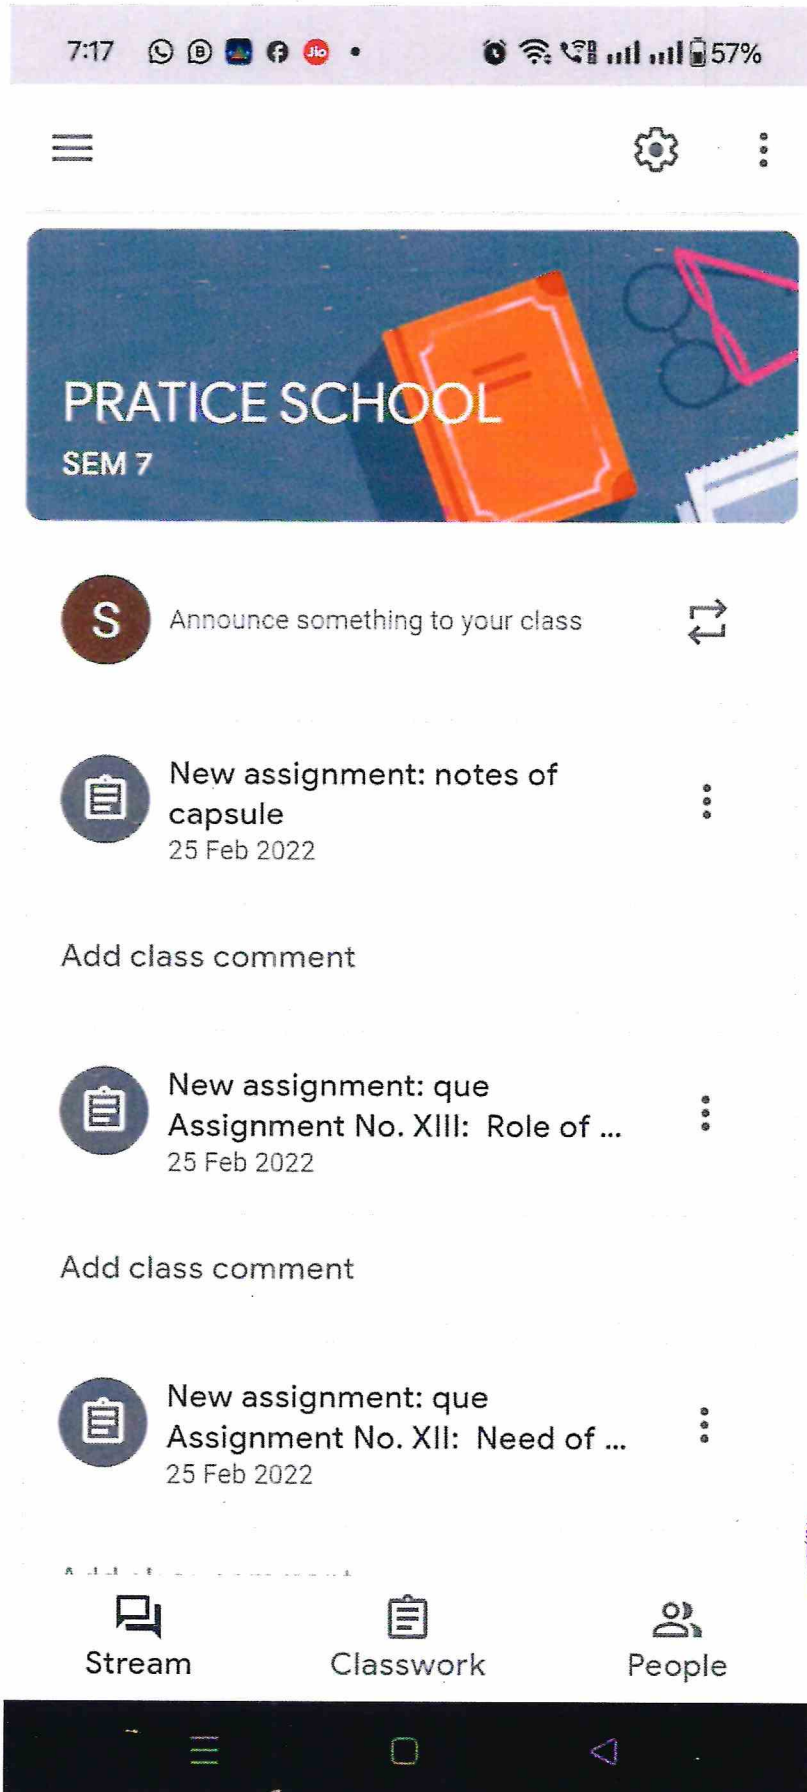 7:17 B Jio 57%
PRATICE SCHOOL
SEM 7
S Announce something to your class
New assignment: notes of
capsule
25 Feb 2022
Add class comment
New assignment: que
Assignment No. XIII: Role of ...
25 Feb 2022
Add class comment
New assignment: que
Assignment No. XII: Need of ...
25 Feb 2022
Stream Classwork People